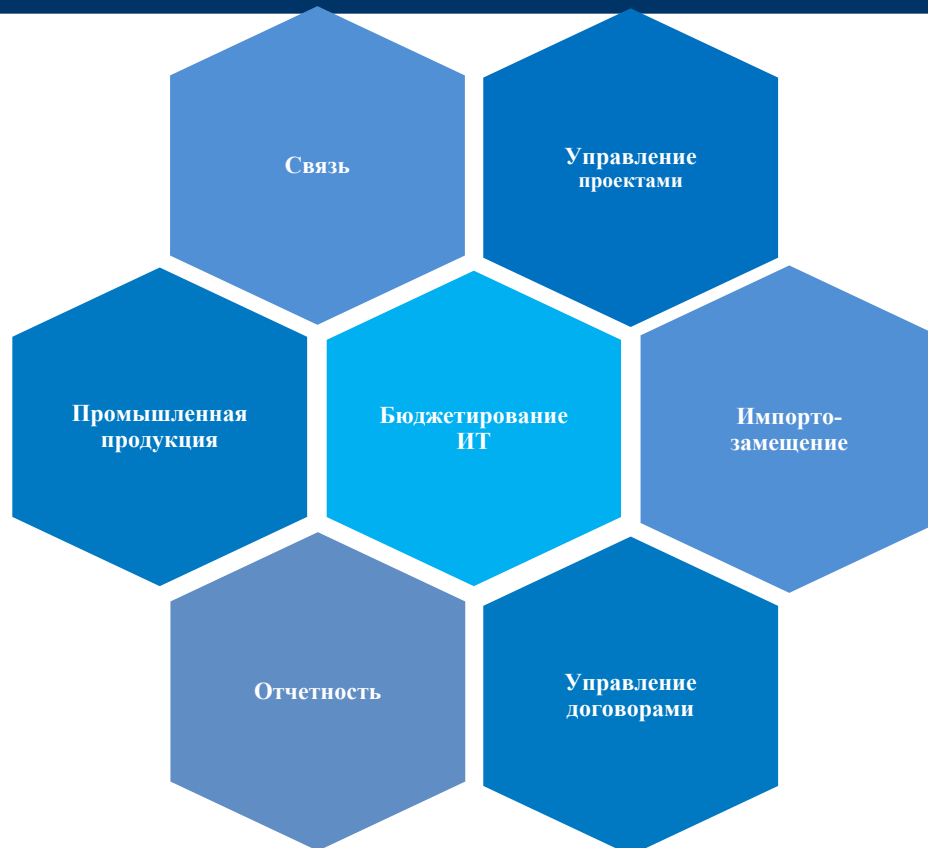 Связь
Управление
проектами
Промышленная
продукция
Бюджетирование
ИТ
Импорто-
замещение
Отчетность
Управление
договорами